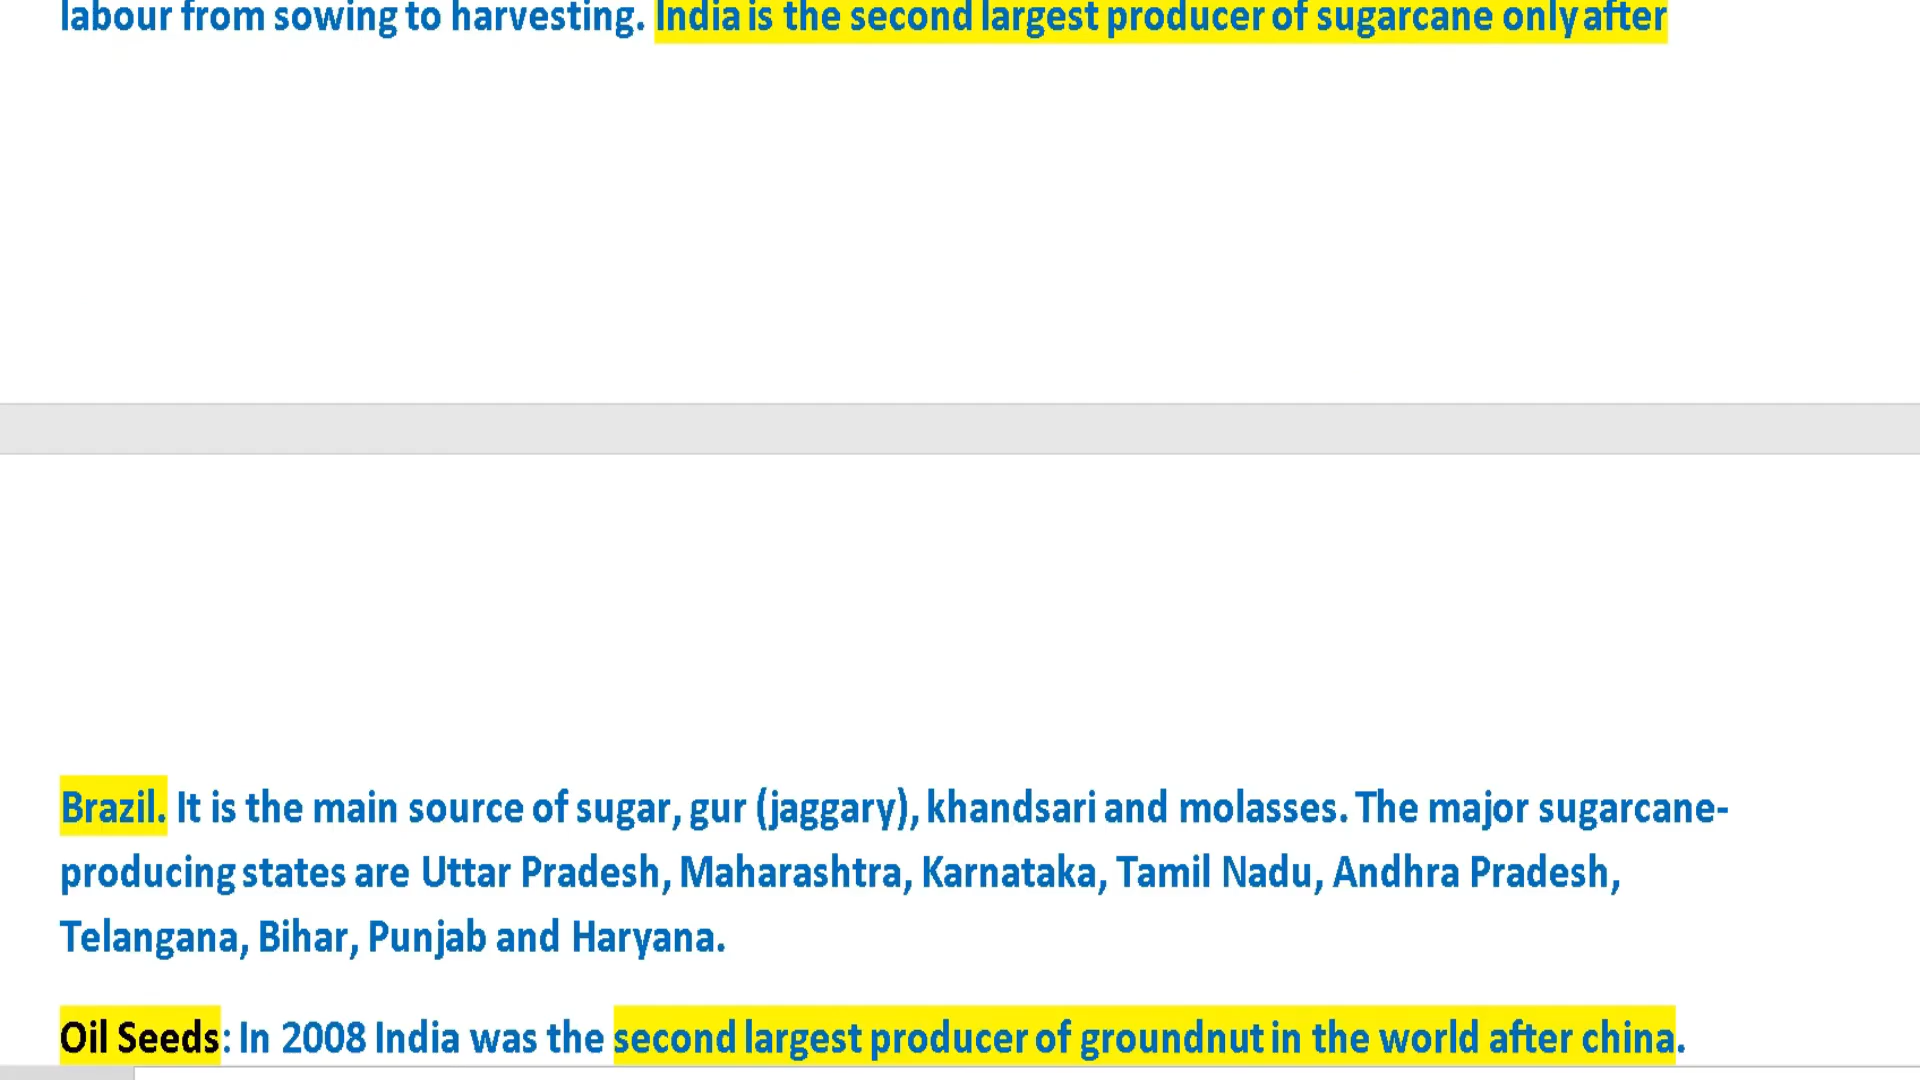 labour from sowing to harvesting. India is the second largest producer of sugarcane only after
Brazil. It is the main source of sugar, gur (jaggary), khandsari and molasses. The major sugarcane-
producing states are Uttar Pradesh, Maharashtra, Karnataka, Tamil Nadu, Andhra Pradesh,
Telangana, Bihar, Punjab and Haryana.
Oil Seeds: In 2008 India was the second largest producer of groundnut in the world after china.